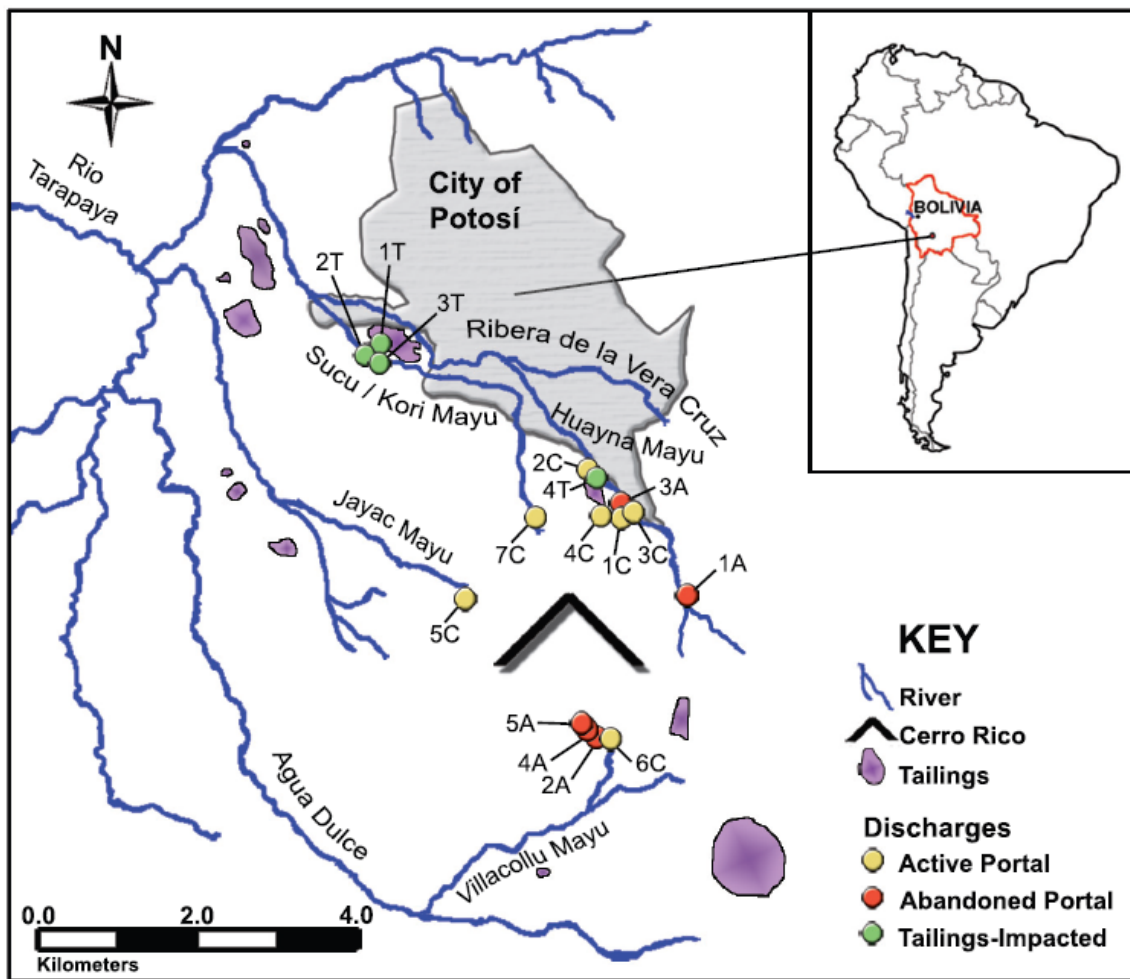 N
Rio
Tarapaya
City of
Potosí
BOLIVIA
1T
2T
3T
Ribera de la Vera Cruz
Sucu / Kori Mayu
Huayna Mayu
2C
4T
3A
7C
4C
1C
3C
1A
Jayac Mayu
5C
5A
4A
2A
6C
Agua Dulce
Villacollu Mayu
KEY
River
Cerro Rico
Tailings
Discharges
Active Portal
Abandoned Portal
Tailings-Impacted
0.0 2.0 4.0
Kilometers